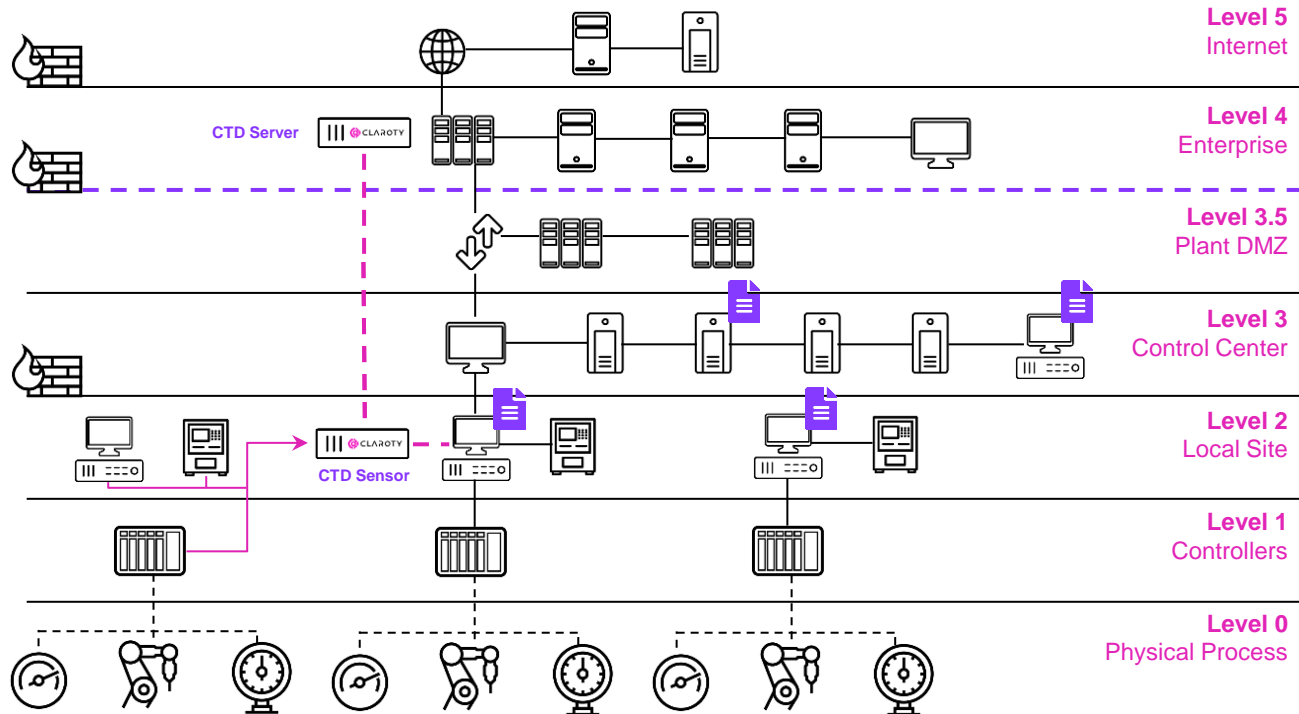 Level 5
Internet
CTD Server
CLAROTY
Level 4
Enterprise
Level 3.5
Plant DMZ
Level 3
Control Center
CLAROTY
CTD Sensor
Level 2
Local Site
Level 1
Controllers
Level 0
Physical Process